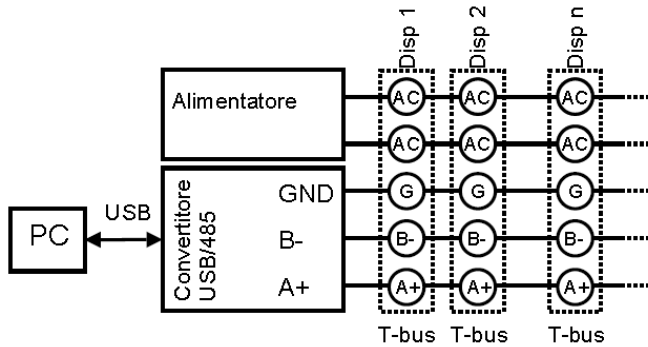 Disp 1 Disp 2 Disp n
Alimentatore AC AC AC
AC AC AC
GND G G G
PC USB Convertitore USB/485 B- B- B- B-
A+ A+ A+ A+
T-bus T-bus T-bus